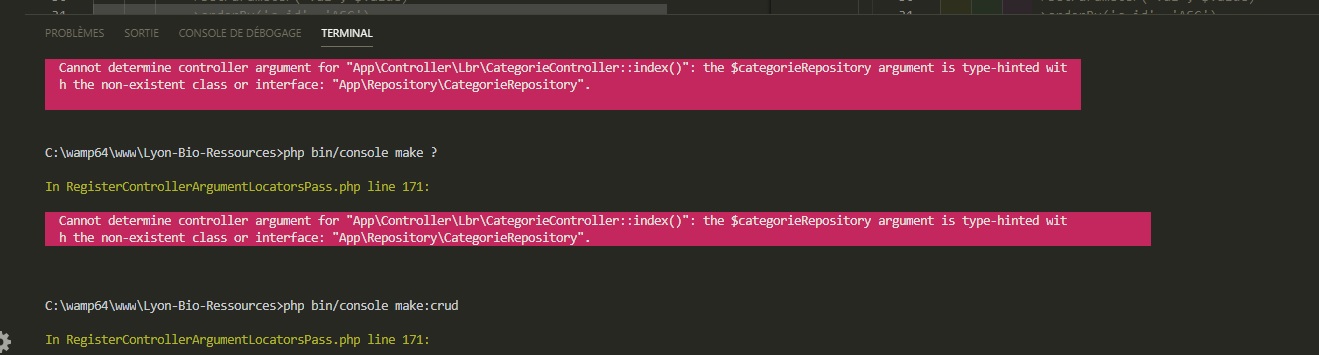 PROBLÈMES SORTIE CONSOLE DE DÉBOGAGE TERMINAL
Cannot determine controller argument for "App\Controller\Lbr\CategorieController::index()": the $categorieRepository argument is type-hinted wit
h the non-existent class or interface: "App\Repository\CategorieRepository".
C:\wamp64\www\Lyon-Bio-Ressources>php bin/console make ?
In RegisterControllerArgumentLocatorsPass.php line 171:
Cannot determine controller argument for "App\Controller\Lbr\CategorieController::index()": the $categorieRepository argument is type-hinted wit
h the non-existent class or interface: "App\Repository\CategorieRepository".
C:\wamp64\www\Lyon-Bio-Ressources>php bin/console make:crud
In RegisterControllerArgumentLocatorsPass.php line 171: